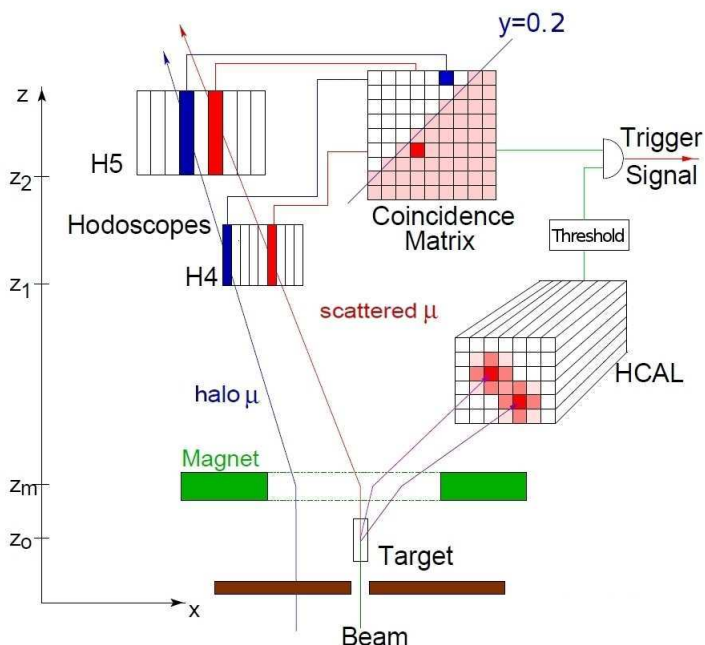 y=0.2
z
H5
Trigger
Signal
z2
Hodoscopes
Coincidence
Matrix
Threshold
H4
z1
scattered μ
HCAL
halo μ
Magnet
zm
zo
Target
x
Beam